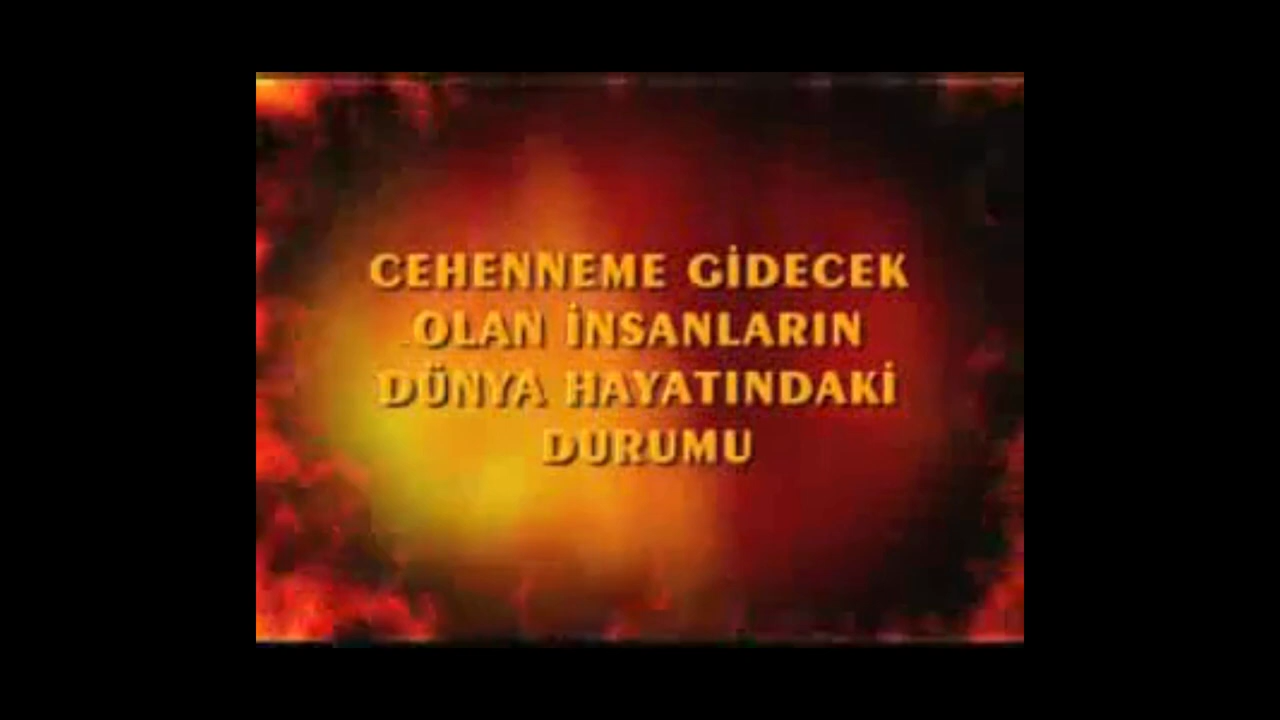 CEHENNEME GİDECEK
OLAN İNSANLARIN
DÜNYA HAYATINDAKİ
DURUMU